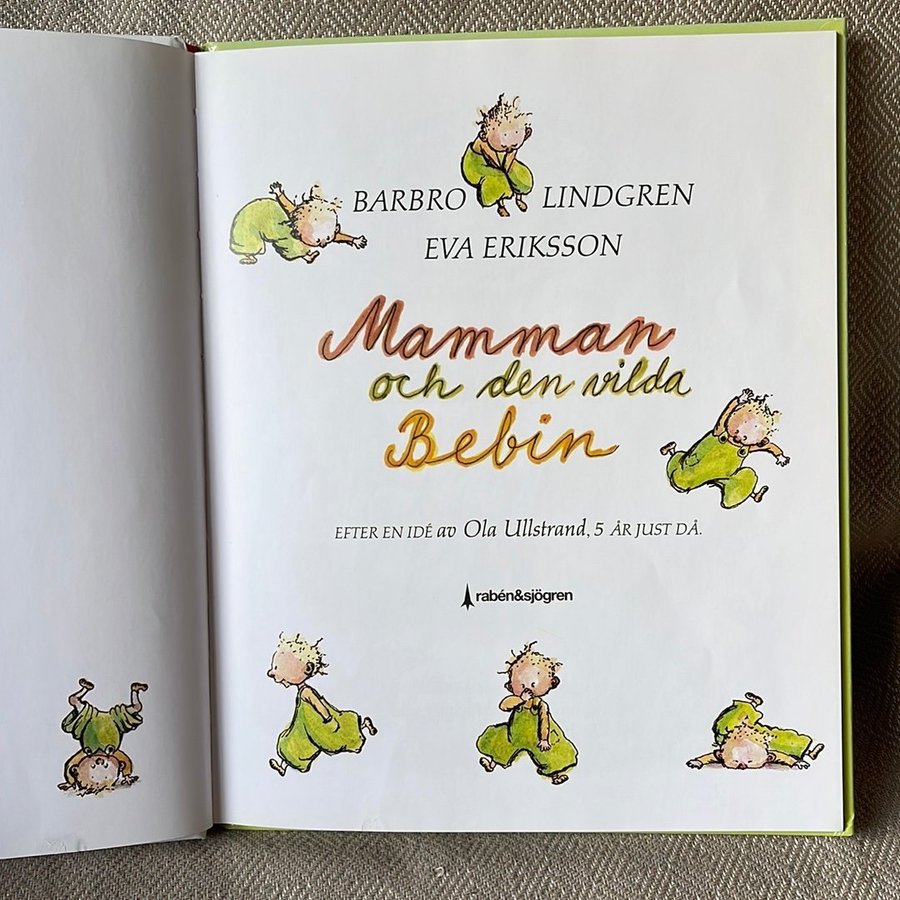 BARBRO LINDGREN
EVA ERIKSSON
Mamman
och den vilda
Bebin
EFTER EN IDÉ av Ola Ullstrand, 5 ÅR JUST DÅ.
rabén&sjögren